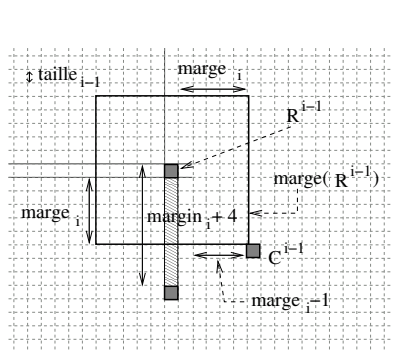 marge i
taille i−1
R i−1
marge( R i−1 )
marge i
margin i + 4
C i−1
marge i −1